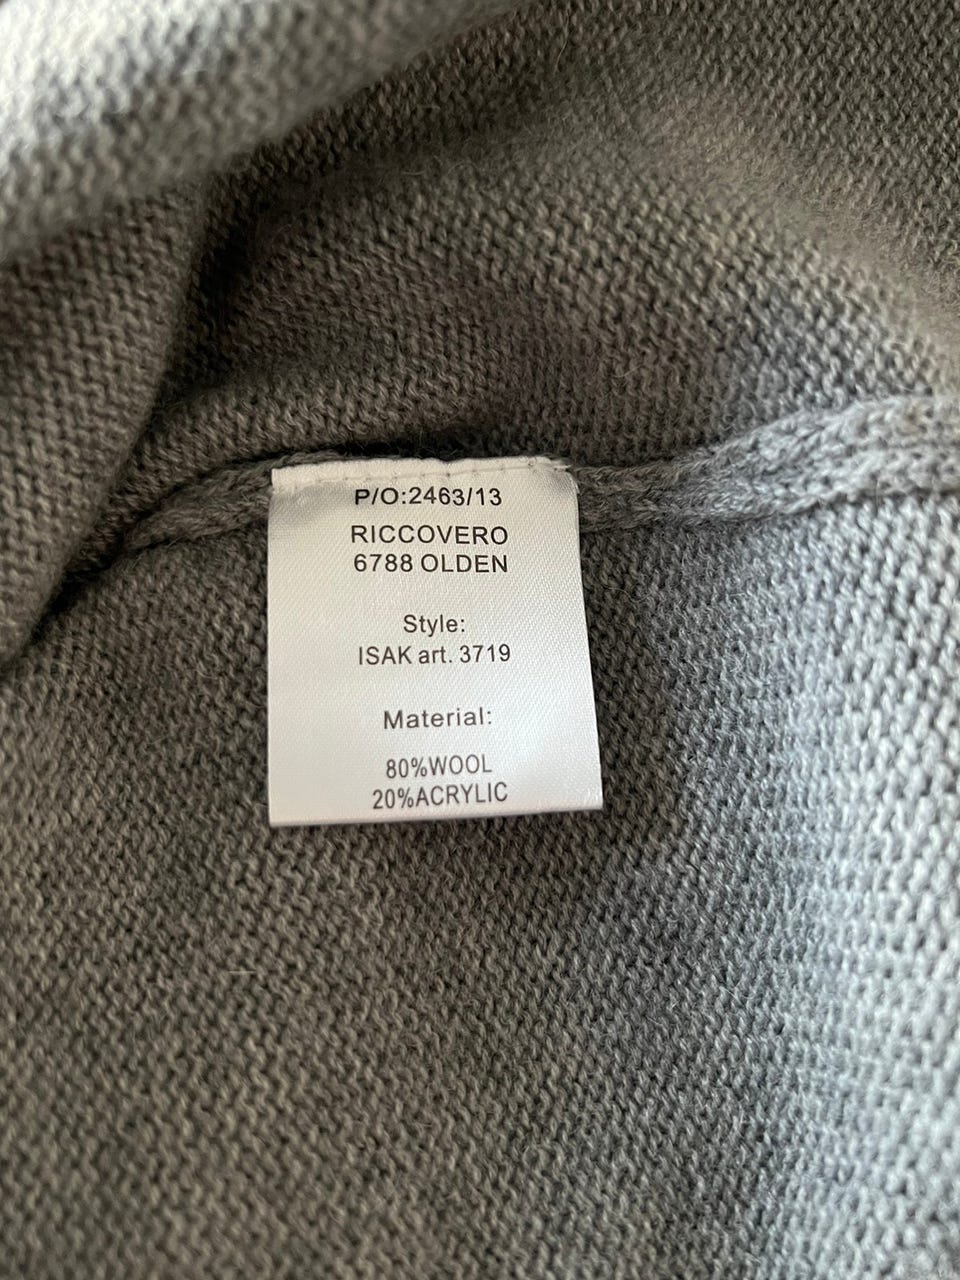 P/O:2463/13
RICCOVERO
6788 OLDEN
Style:
ISAK art. 3719
Material:
80%WOOL
20%ACRYLIC